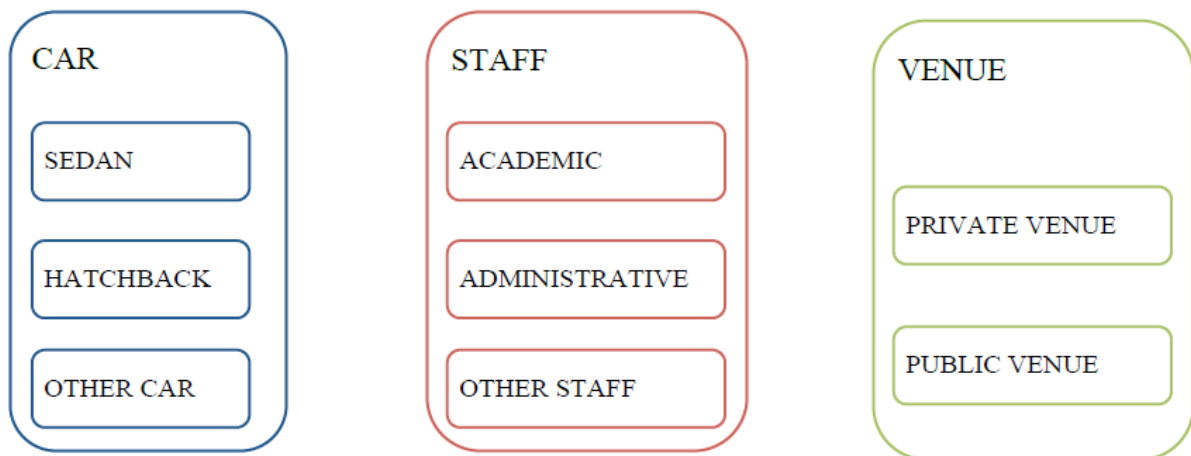 CAR
SEDAN
HATCHBACK
OTHER CAR
STAFF
ACADEMIC
ADMINISTRATIVE
OTHER STAFF
VENUE
PRIVATE VENUE
PUBLIC VENUE